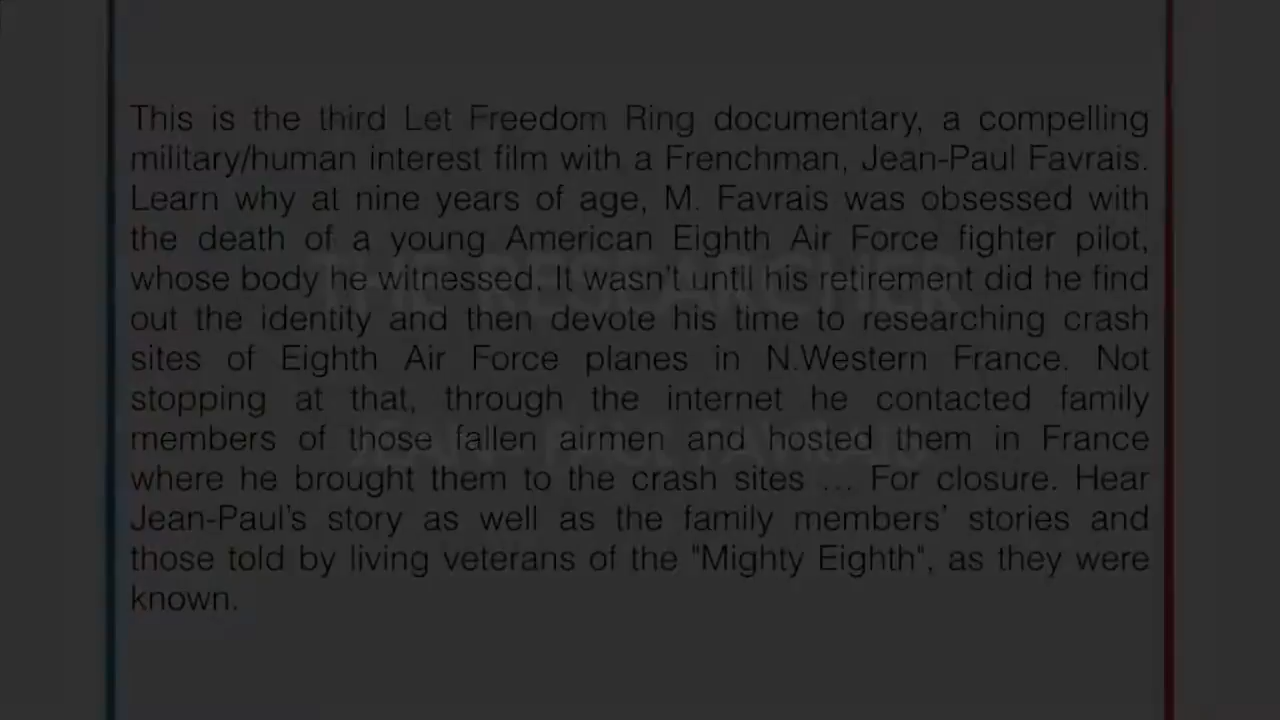 This is the third Let Freedom Ring documentary, a compelling
military/human interest film with a Frenchman, Jean-Paul Favrais.
Learn why at nine years of age, M. Favrais was obsessed with
the death of a young American Eighth Air Force fighter pilot,
whose body he witnessed. It wasn't until his retirement did he find
out the identity and then devote his time to researching crash
sites of Eighth Air Force planes in N.Western France. Not
stopping at that, through the internet he contacted family
members of those fallen airmen and hosted them in France
where he brought them to the crash sites ... For closure. Hear
Jean-Paul's story as well as the family members’ stories and
those told by living veterans of the "Mighty Eighth", as they were
known.
THE RESEARCHER